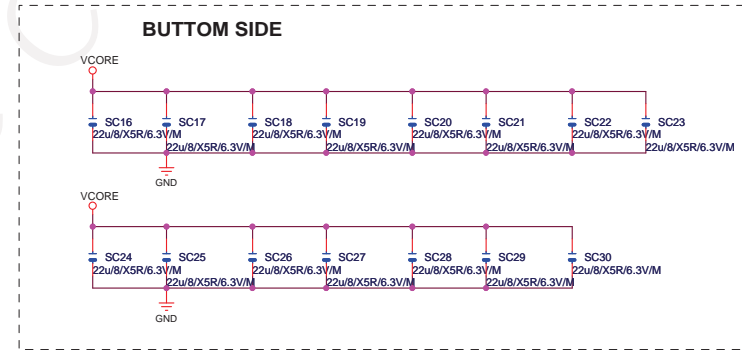 BUTTOM SIDE
VCORE
SC16 SC17 SC18 SC19 SC20 SC21 SC22 SC23
22u/8/X5R/6.3V/M 22u/8/X5R/6.3V/M 22u/8/X5R/6.3V/M 22u/8/X5R/6.3V/M
22u/8/X5R/6.3V/M 22u/8/X5R/6.3V/M 22u/8/X5R/6.3V/M 22u/8/X5R/6.3V/M
GND
VCORE
SC24 SC25 SC26 SC27 SC28 SC29 SC30
22u/8/X5R/6.3V/M 22u/8/X5R/6.3V/M 22u/8/X5R/6.3V/M 22u/8/X5R/6.3V/M
22u/8/X5R/6.3V/M 22u/8/X5R/6.3V/M 22u/8/X5R/6.3V/M
GND